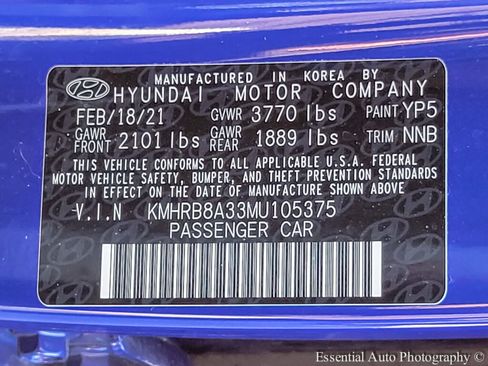 MANUFACTURED IN KOREA BY
HYUNDAI MOTOR COMPANY
FEB/18/21 GVWR 3770 lbs PAINT YP5
GAWR FRONT 2101 lbs GAWR REAR 1889 lbs TRIM NNB
THIS VEHICLE CONFORMS TO ALL APPLICABLE U.S.A. FEDERAL
MOTOR VEHICLE SAFETY, BUMPER, AND THEFT PREVENTION STANDARDS
IN EFFECT ON THE DATE OF MANUFACTURE SHOWN ABOVE
V.I.N KMHRB8A33MU105375
PASSENGER CAR
Essential Auto Photography ©